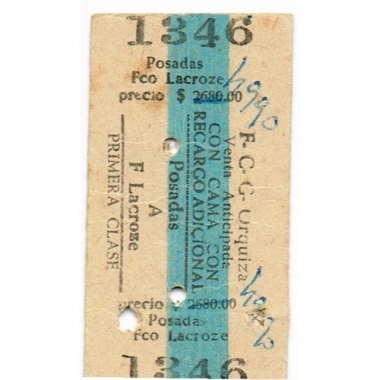 1346
Posadas
Fco Lacroze
precio $ 2680.00
4990
F. C. G. Urquiza
Venta Anticipada
CON CAMA CON
RECARGO ADICIONAL
Posadas
A
F Lacroze
PRIMERA CLASE
precio $ 2680.00
Posadas
Fco Lacroze
1346